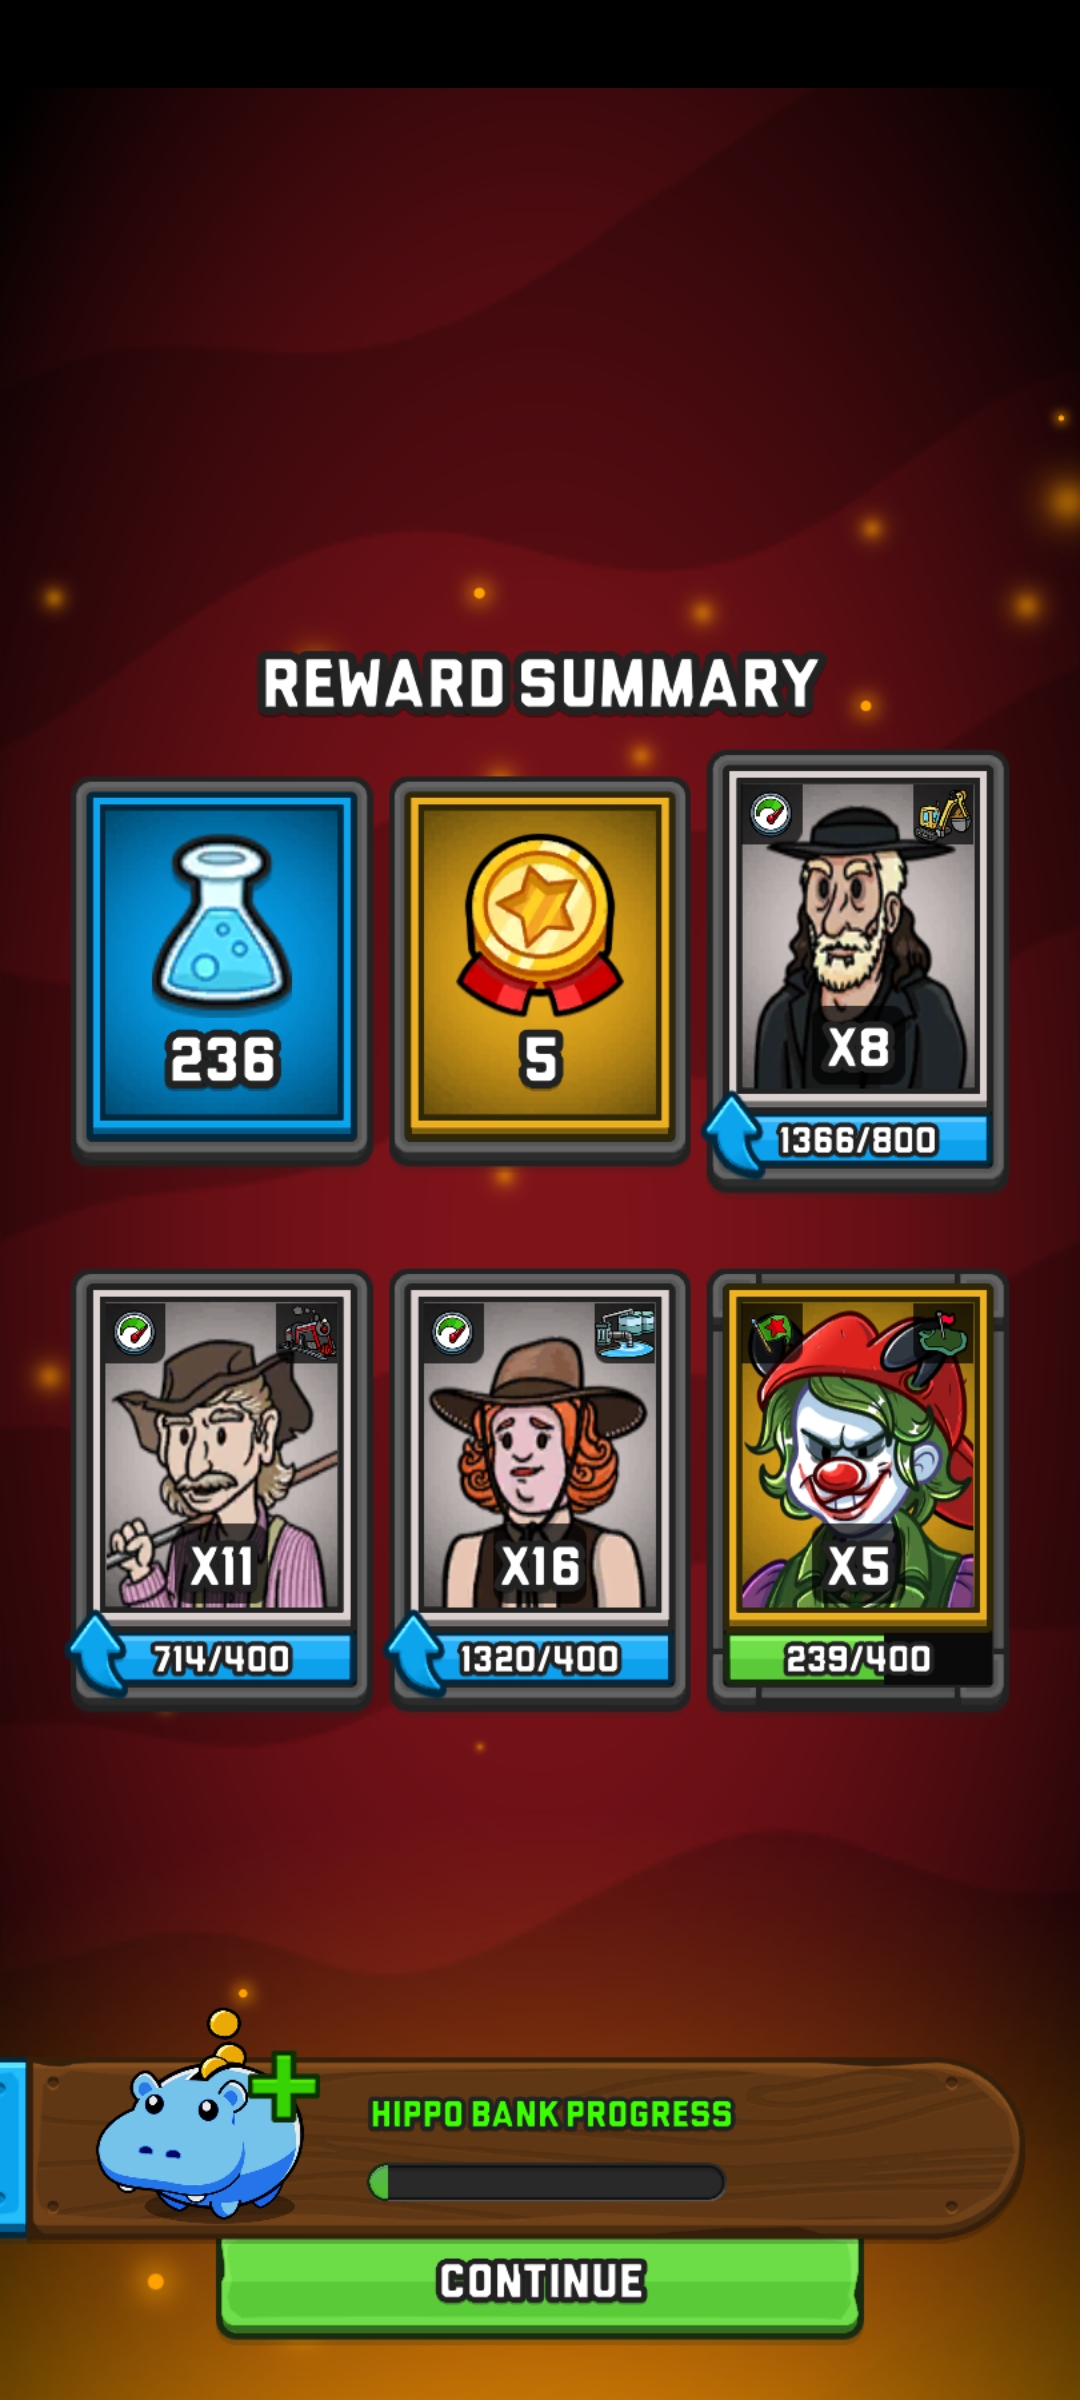 REWARD SUMMARY
236
5
X8
1366/800
X11
714/400
X16
1320/400
X5
239/400
HIPPO BANK PROGRESS
CONTINUE